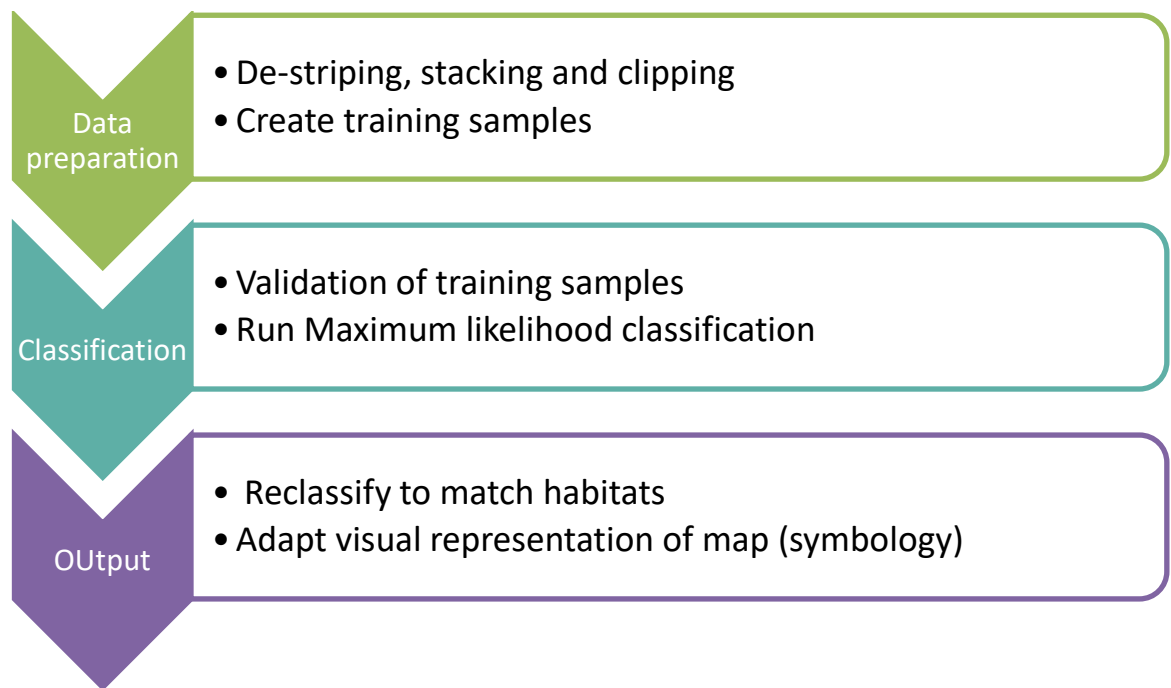 Data
preparation
• De-striping, stacking and clipping
• Create training samples
Classification
• Validation of training samples
• Run Maximum likelihood classification
OUtput
• Reclassify to match habitats
• Adapt visual representation of map (symbology)